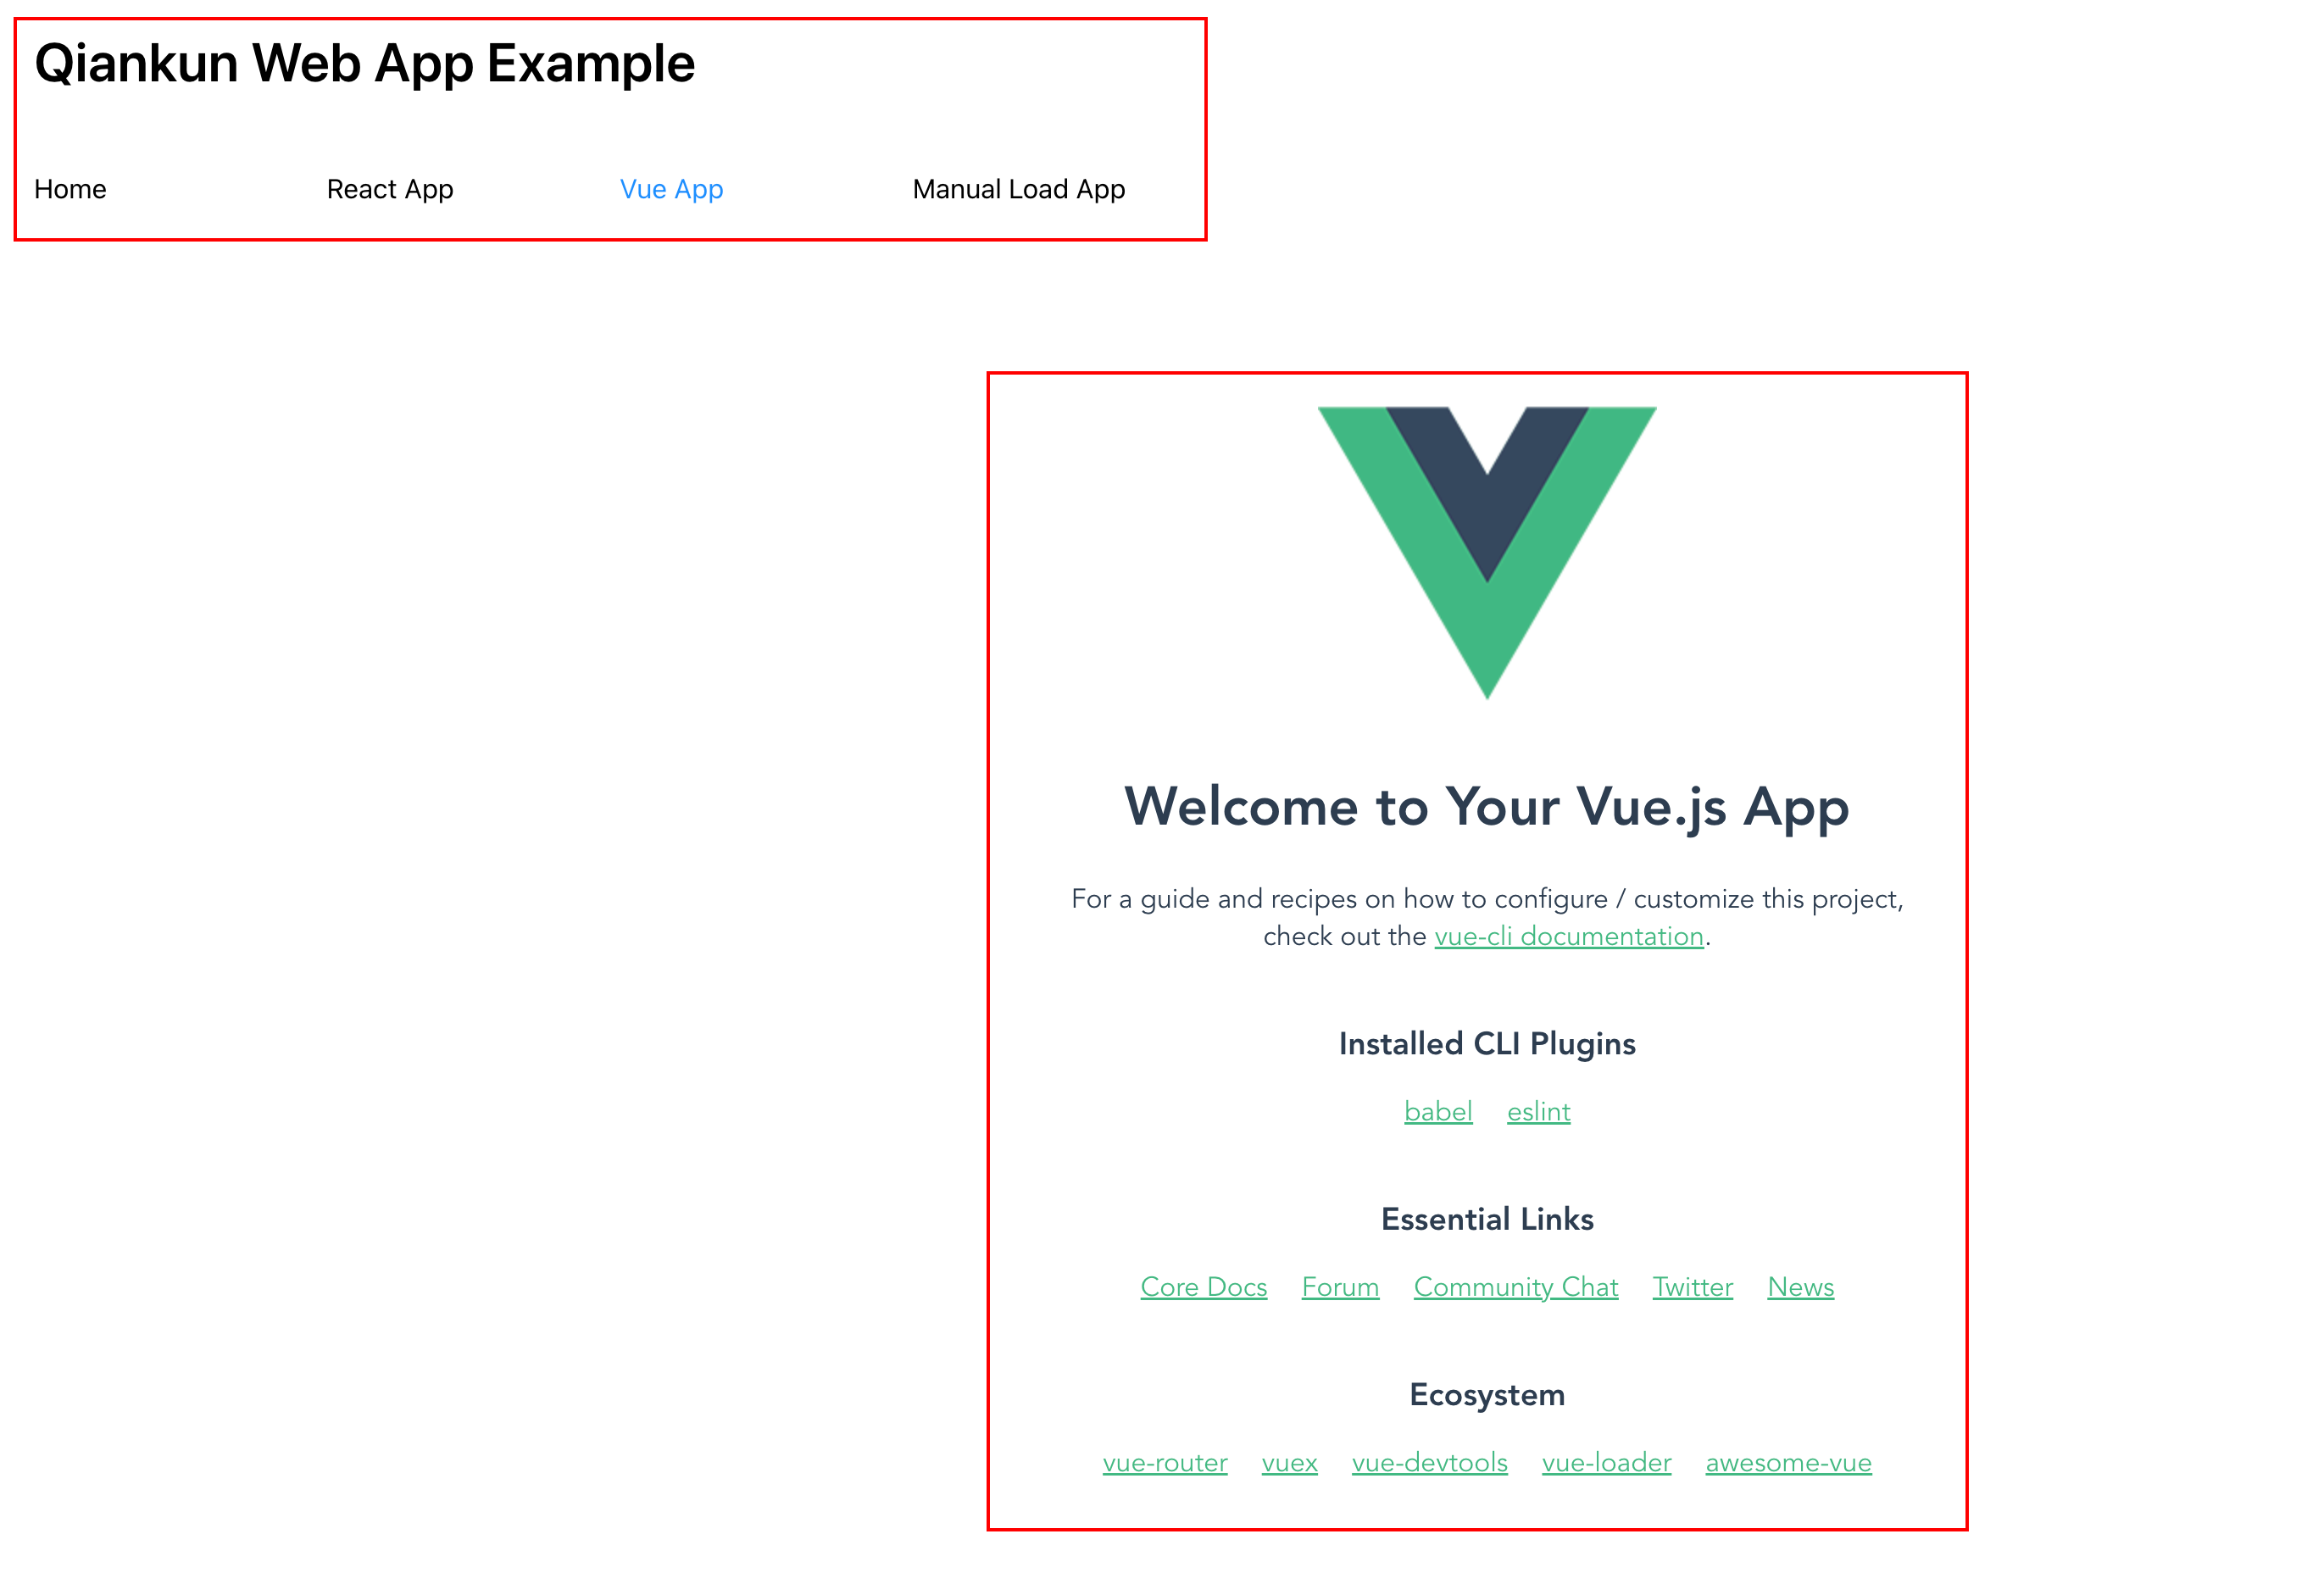 Qiankun Web App Example
Home React App Vue App Manual Load App
Welcome to Your Vue.js App
For a guide and recipes on how to configure / customize this project,
check out the vue-cli documentation.
Installed CLI Plugins
babel eslint
Essential Links
Core Docs Forum Community Chat Twitter News
Ecosystem
vue-router vuex vue-devtools vue-loader awesome-vue